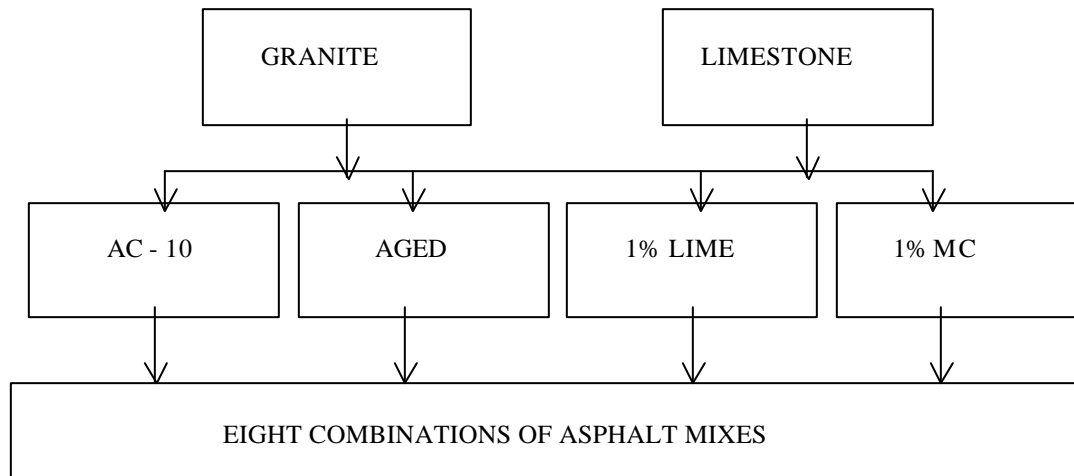 GRANITE
LIMESTONE
AC - 10
AGED
1% LIME
1% MC
EIGHT COMBINATIONS OF ASPHALT MIXES